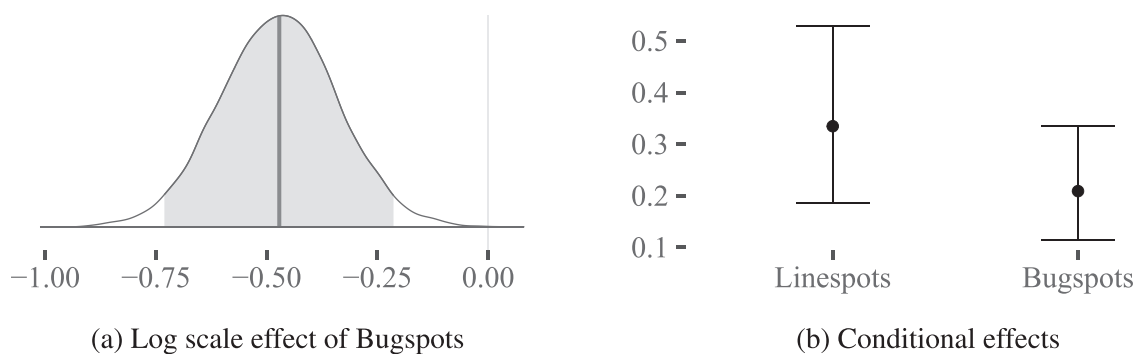 −1.00 −0.75 −0.50 −0.25 0.00
(a) Log scale effect of Bugspots
0.5
0.4
0.3
0.2
0.1
Linespots Bugspots
(b) Conditional effects